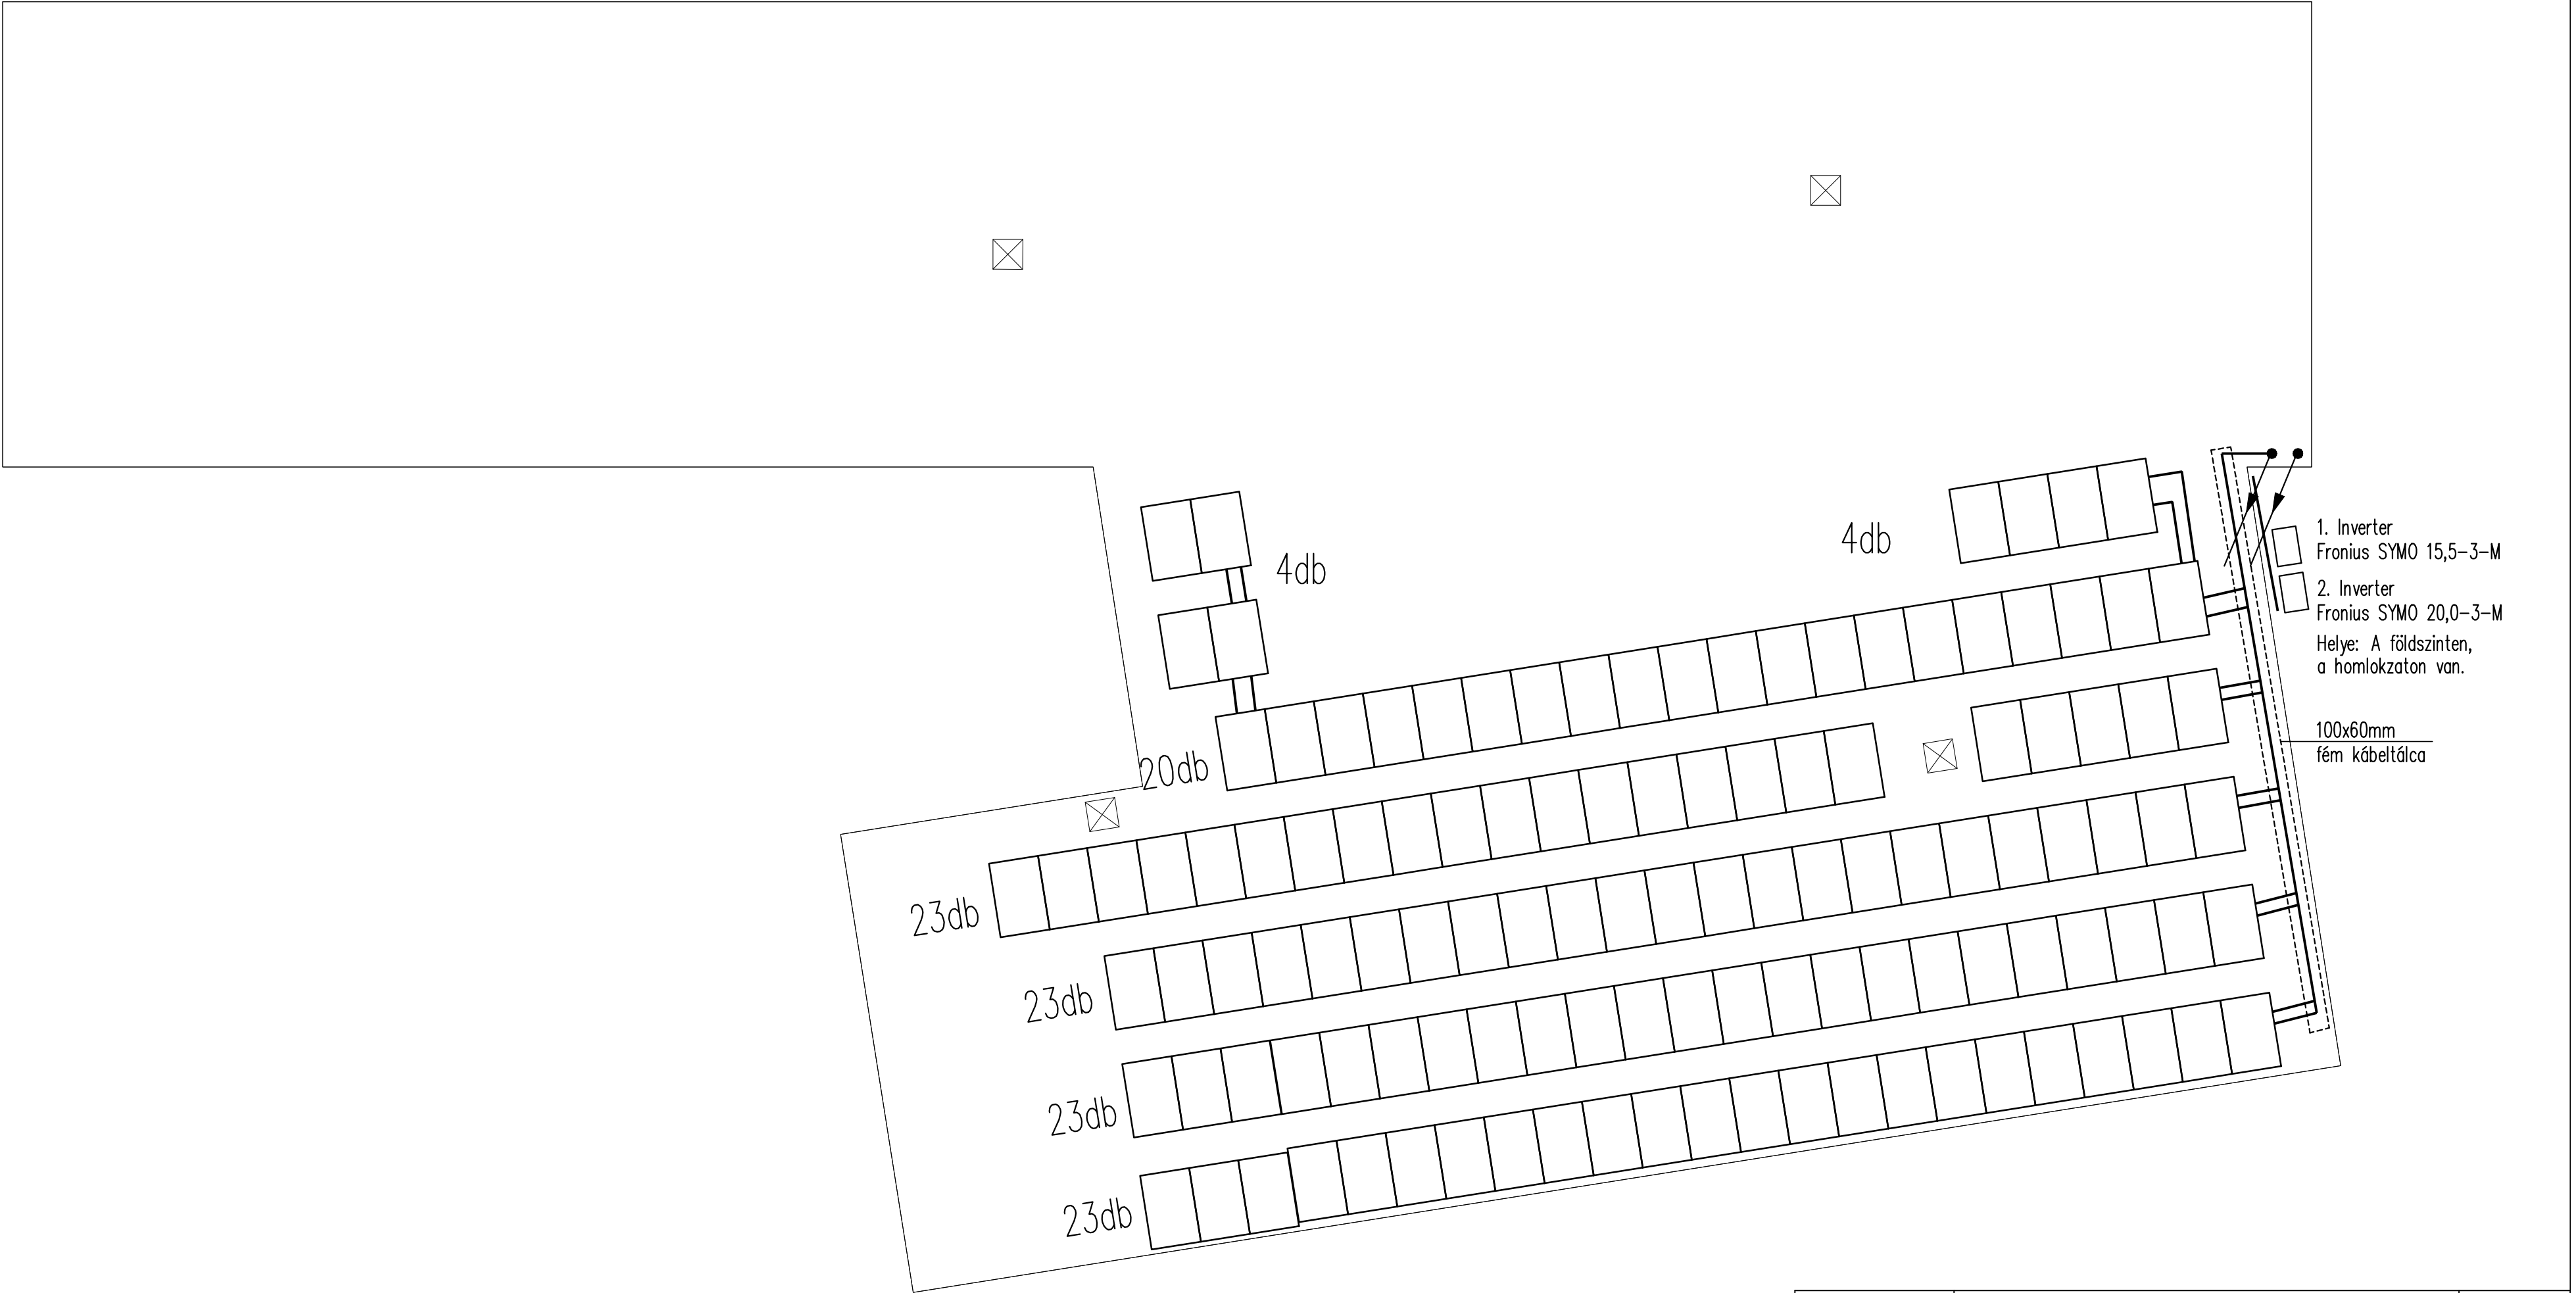 4db
4db
1. Inverter
Fronius SYMO 15,5-3-M
2. Inverter
Fronius SYMO 20,0-3-M
Helye: A földszinten,
a homlokzaton van.
100x60mm
fém kábeltálca
20db
23db
23db
23db
23db